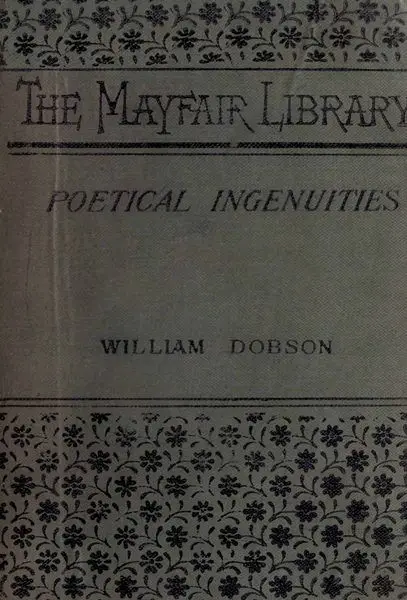 THE MAYFAIR LIBRARY
POETICAL INGENUITIES
WILLIAM DOBSON